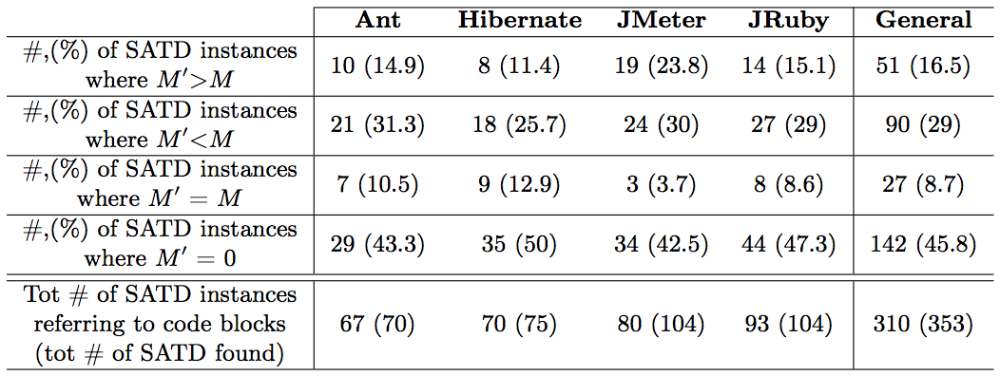 Ant Hibernate JMeter JRuby General
#,(%) of SATD instances
where M′>M
10 (14.9) 8 (11.4) 19 (23.8) 14 (15.1) 51 (16.5)
#,(%) of SATD instances
where M′<M
21 (31.3) 18 (25.7) 24 (30) 27 (29) 90 (29)
#,(%) of SATD instances
where M′ = M
7 (10.5) 9 (12.9) 3 (3.7) 8 (8.6) 27 (8.7)
#,(%) of SATD instances
where M′ = 0
29 (43.3) 35 (50) 34 (42.5) 44 (47.3) 142 (45.8)
Tot # of SATD instances
referring to code blocks
(tot # of SATD found)
67 (70) 70 (75) 80 (104) 93 (104) 310 (353)